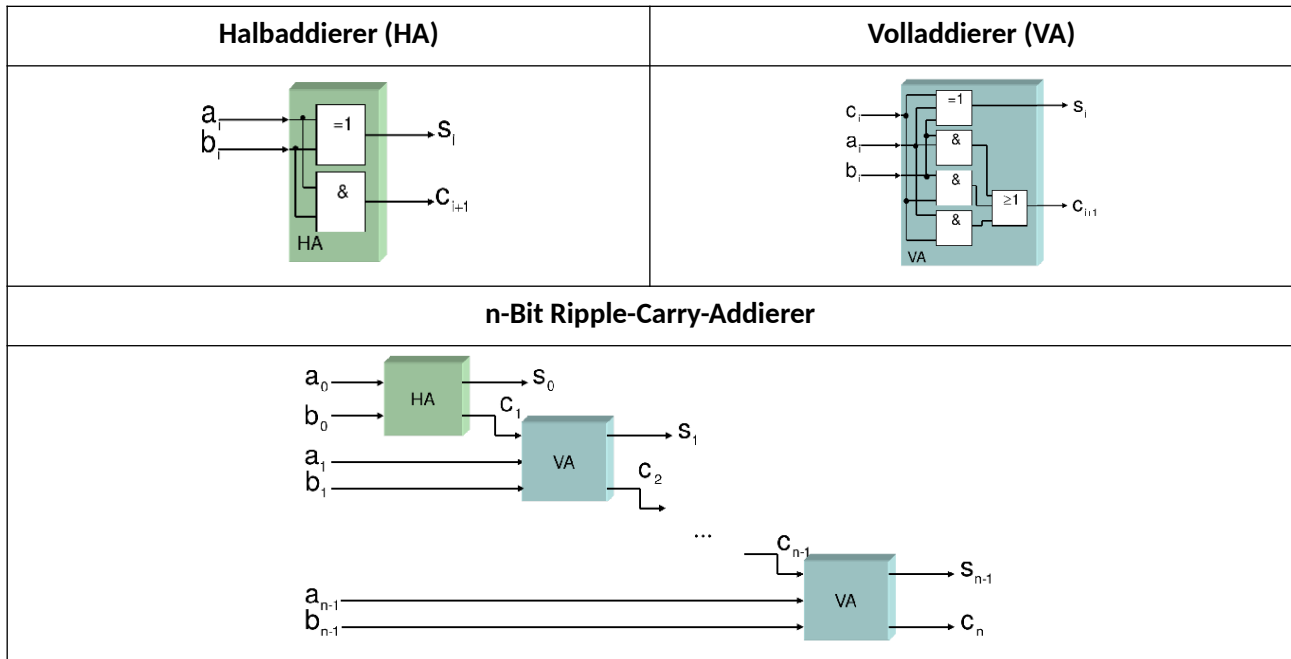 Halbaddierer (HA)
Volladdierer (VA)
aᵢ
bᵢ
=1
&
HA
sᵢ
cᵢ₊₁
cᵢ
aᵢ
bᵢ
=1
&
&
&
≥1
VA
sᵢ
cᵢ₊₁
n-Bit Ripple-Carry-Addierer
a₀
b₀
HA
s₀
c₁
a₁
b₁
VA
s₁
c₂
...
cₙ₋₁
aₙ₋₁
bₙ₋₁
VA
sₙ₋₁
cₙ